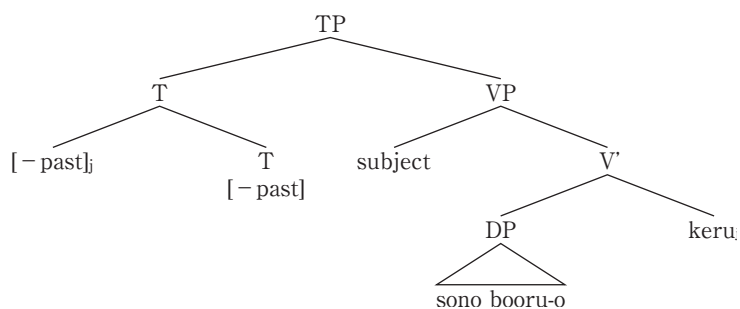 TP
T VP
[－past]ⱼ T subject V'
[－past]
DP keruⱼ
sono booru-o